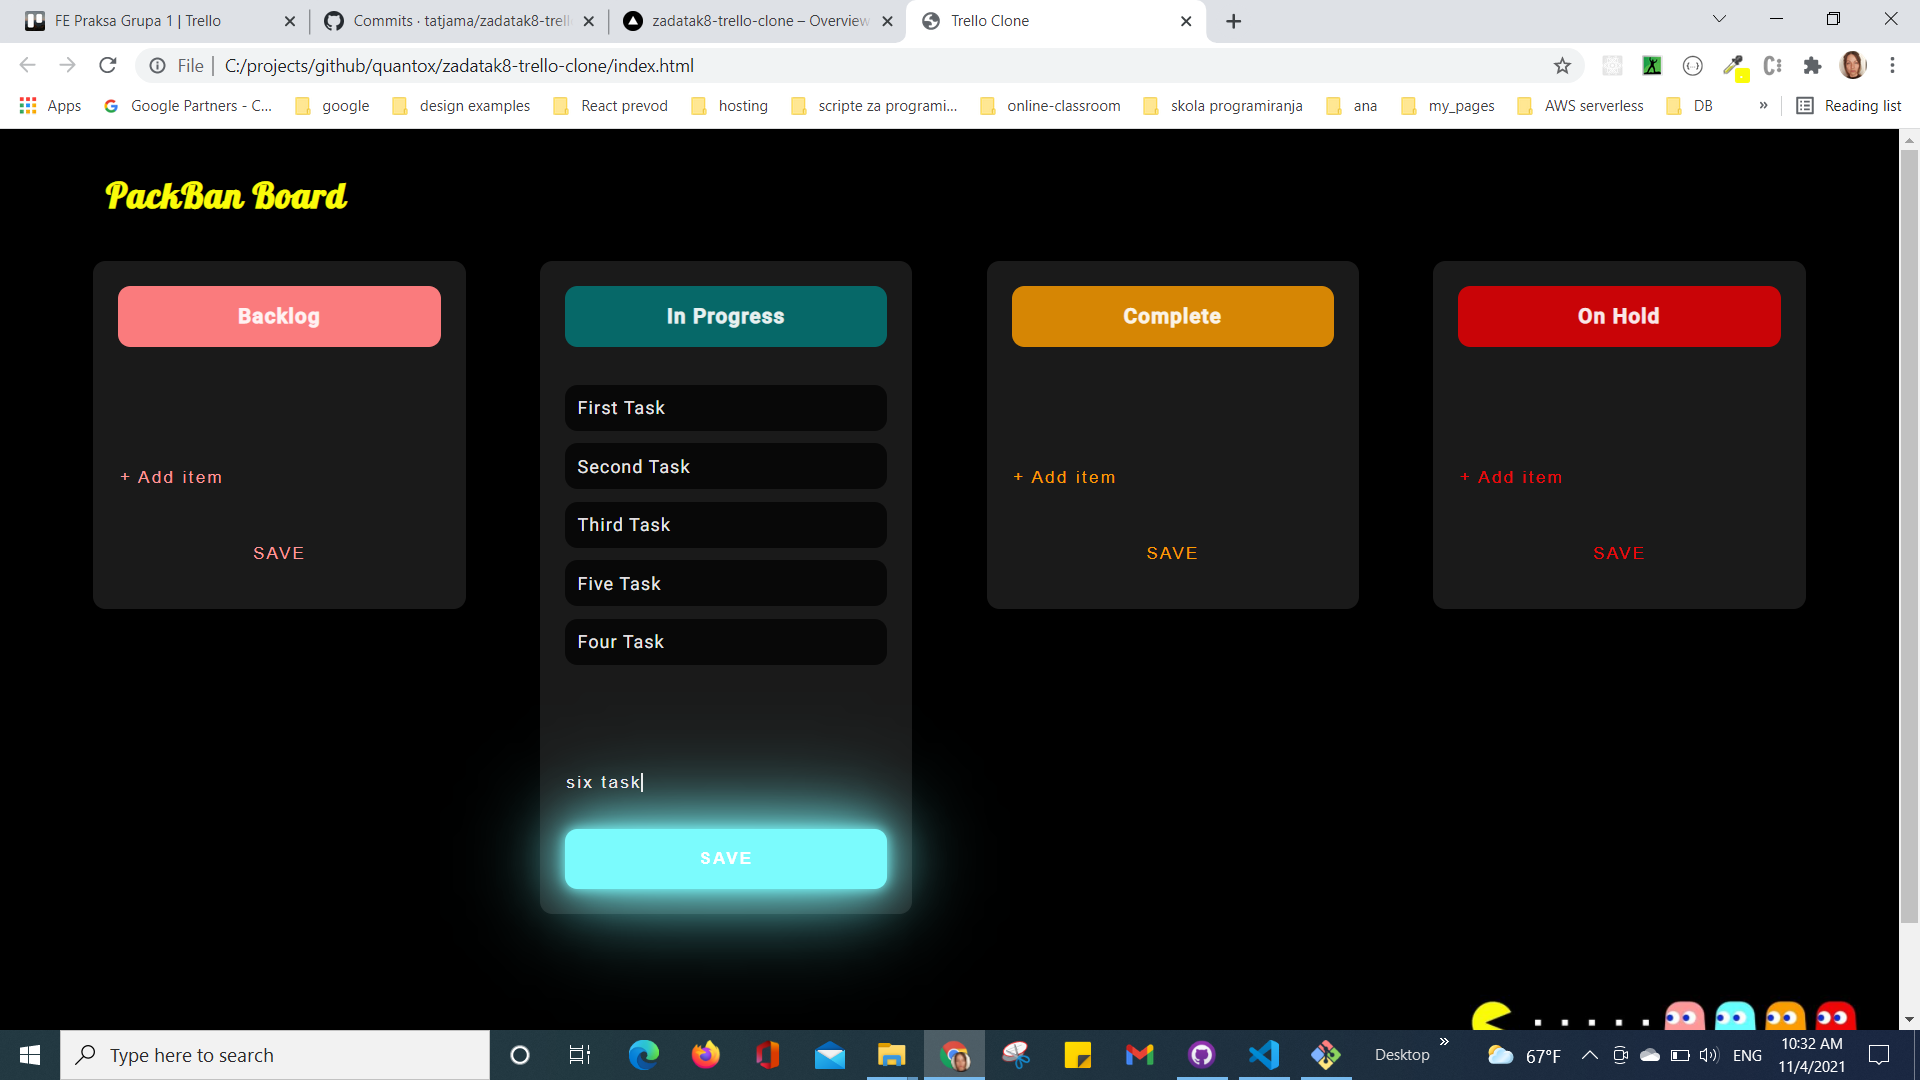 FE Praksa Grupa 1 | Trello
Commits · tatjama/zadatak8-trell
zadatak8-trello-clone – Overview
Trello Clone
File | C:/projects/github/quantox/zadatak8-trello-clone/index.html
Apps
Google Partners - C...
google
design examples
React prevod
hosting
scripte za programi...
online-classroom
skola programiranja
ana
my_pages
AWS serverless
DB
»
Reading list
PackBan Board
Backlog
In Progress
Complete
On Hold
First Task
Second Task
Third Task
Five Task
Four Task
+ Add item
+ Add item
+ Add item
SAVE
SAVE
SAVE
six task
SAVE
Type here to search
Desktop
»
67°F
ENG
10:32 AM
11/4/2021